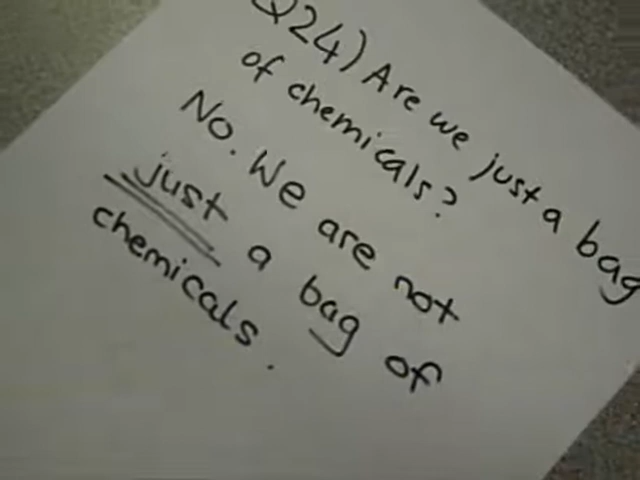 Q24) Are we just a bag
of chemicals?
No. We are not
just a bag of
chemicals.